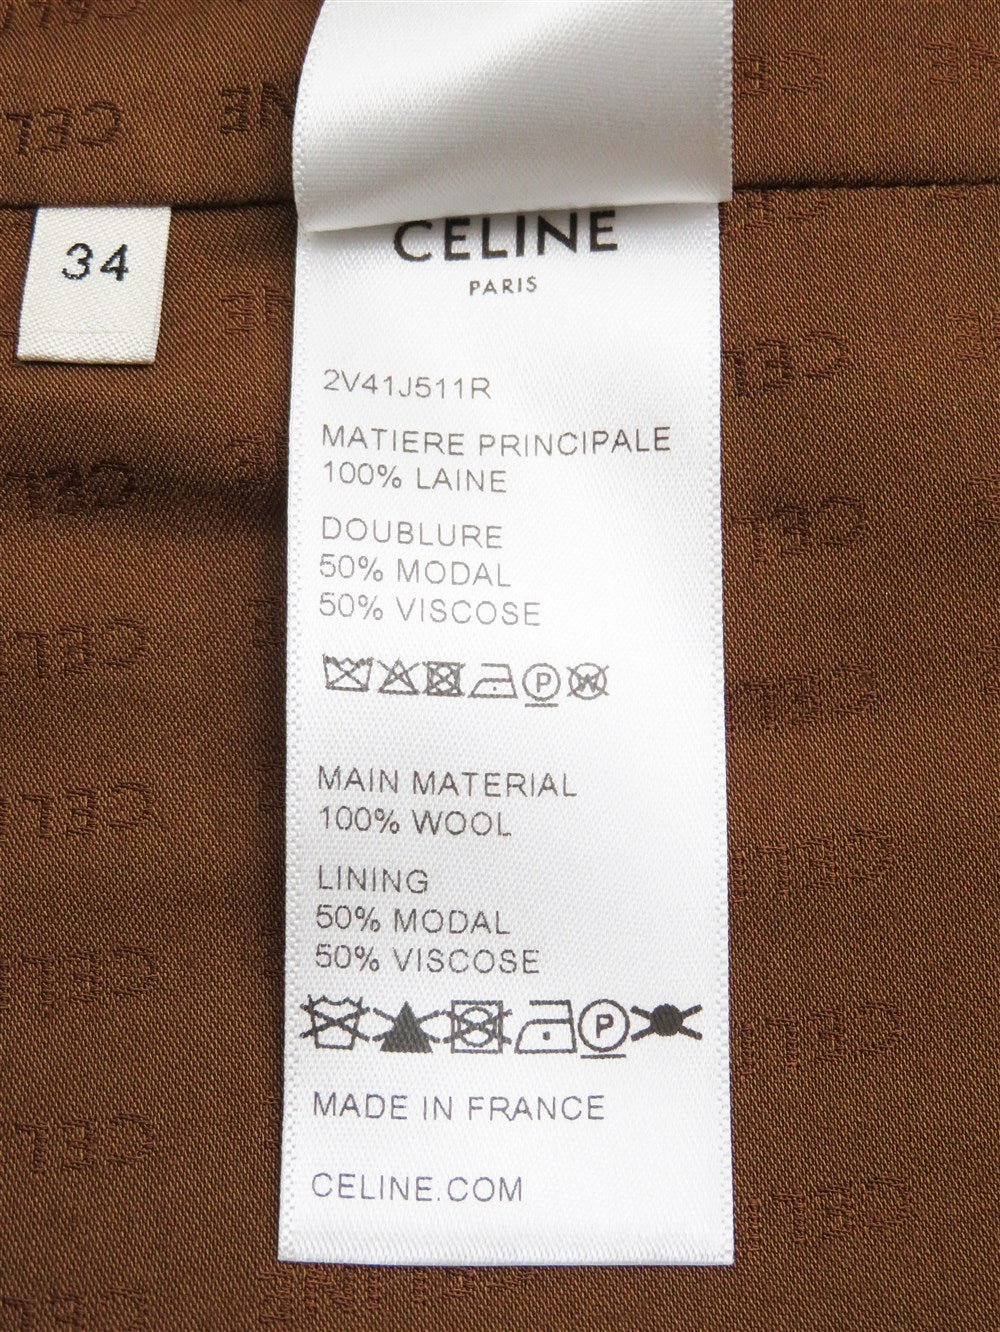 34
CELINE
PARIS
2V41J511R
MATIERE PRINCIPALE
100% LAINE
DOUBLURE
50% MODAL
50% VISCOSE
P W
MAIN MATERIAL
100% WOOL
LINING
50% MODAL
50% VISCOSE
P
MADE IN FRANCE
CELINE.COM